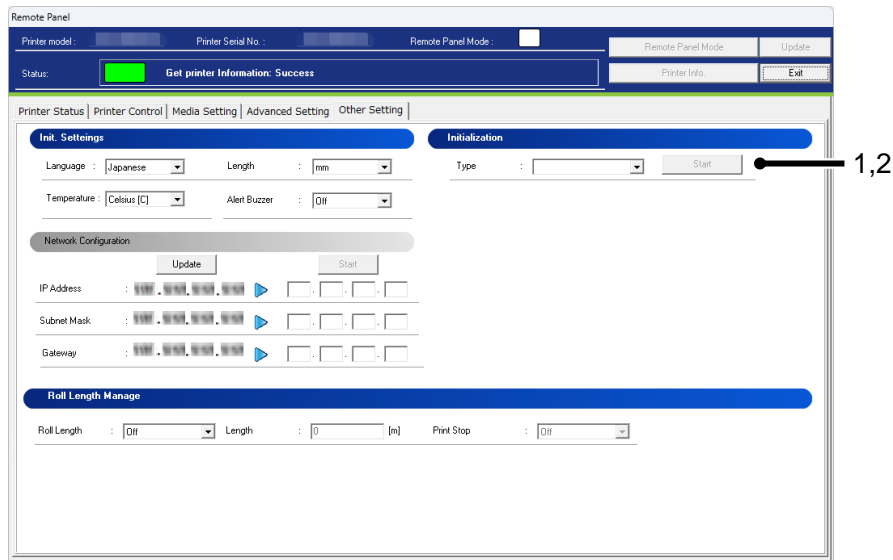 Remote Panel
Printer model : Printer Serial No. : Remote Panel Mode : Remote Panel Mode Update
Status: Get printer Information: Success Printer Info. Exit
Printer Status Printer Control Media Setting Advanced Setting Other Setting
Init. Setteings Initialization
Language : Japanese Length : mm Type : Start 1,2
Temperature : Celsius [C] Alert Buzzer : Off
Network Configuration
Update Start
IP Address : . . . . . .
Subnet Mask : . . . . . .
Gateway : . . . . . .
Roll Length Manage
Roll Length : Off Length : 0 [m] Print Stop : Off